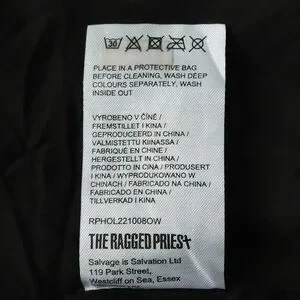 30
PLACE IN A PROTECTIVE BAG
BEFORE CLEANING, WASH DEEP
COLOURS SEPARATELY, WASH
INSIDE OUT
VYROBENO V ČÍNĚ /
FREMSTILLET I KINA /
GEPRODUCEERD IN CHINA /
VALMISTETTU KIINASSA /
FABRIQUÉ EN CHINE /
HERGESTELLT IN CHINA /
PRODOTTO IN CINA / PRODUSERT
I KINA / WYPRODUKOWANO W
CHINACH / FABRICADO NA CHINA /
FABRICADO EN CHINA /
TILLVERKAD I KINA
RPHOL221008OW
THE RAGGED PRIEST
Salvage is Salvation Ltd
119 Park Street,
Westcliff on Sea, Essex